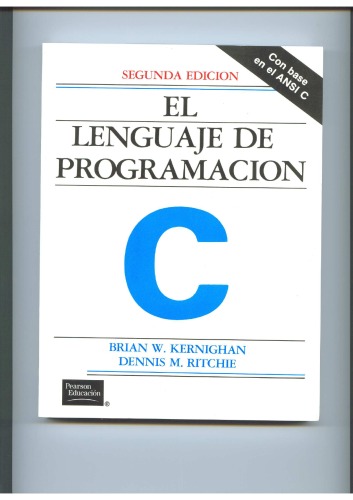 SEGUNDA EDICION
Con base
en el ANSI C
EL
LENGUAJE DE
PROGRAMACION
C
BRIAN W. KERNIGHAN
DENNIS M. RITCHIE
Pearson
Educación
®